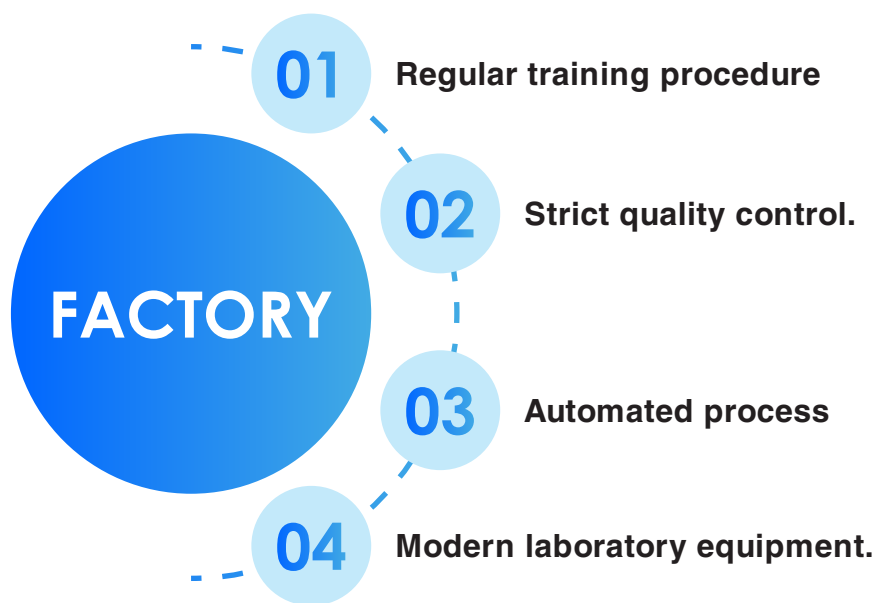 01
Regular training procedure
02
Strict quality control.
FACTORY
03
Automated process
04
Modern laboratory equipment.